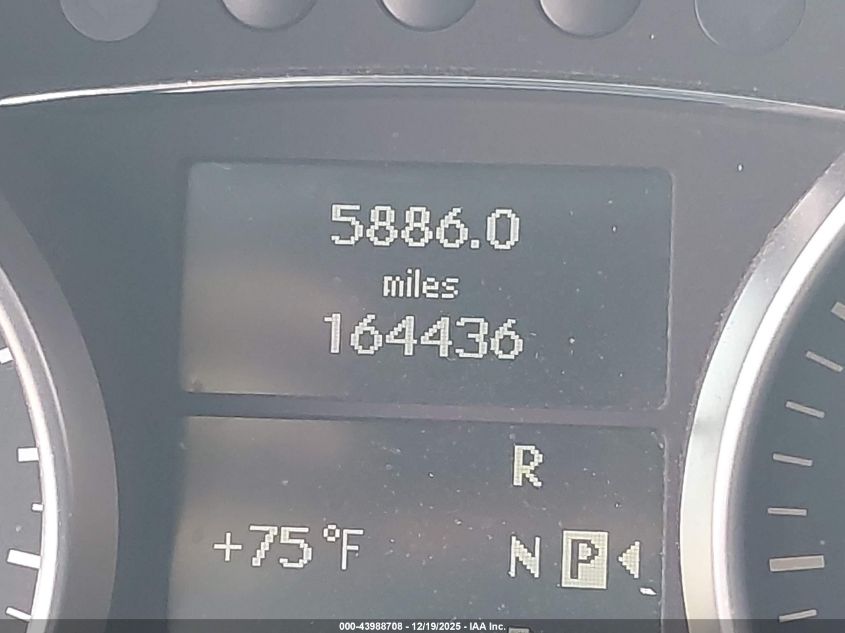 5886.0
miles
164436
R
+75°F N P
000-43988708 - 12/19/2025 - IAA Inc.